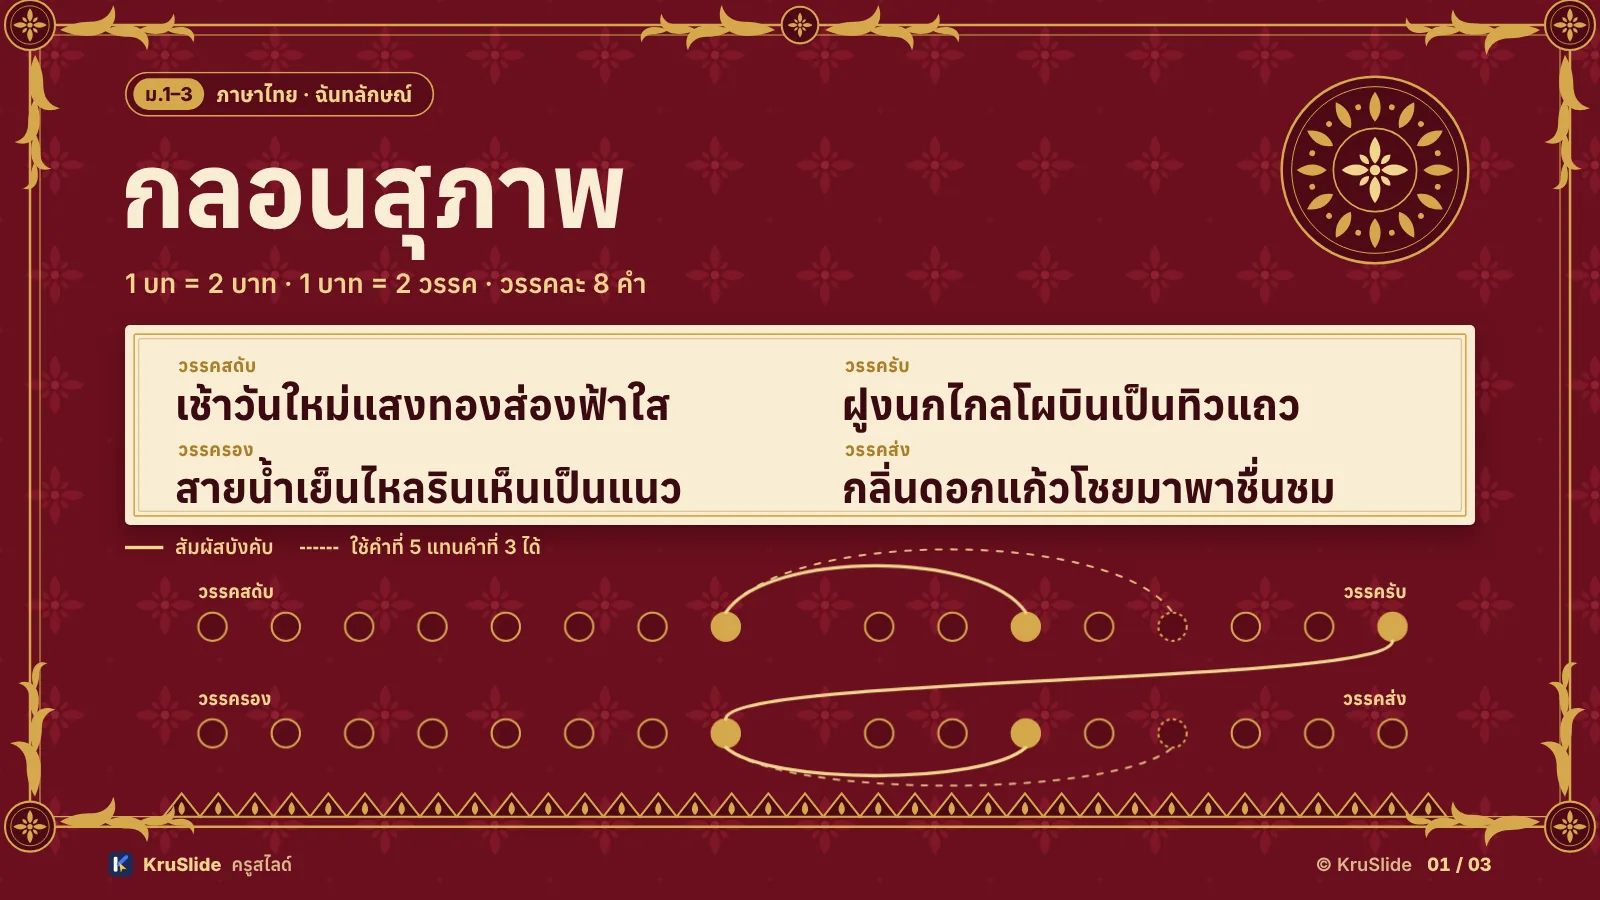 ม.1–3 ภาษาไทย · ฉันทลักษณ์
กลอนสุภาพ
1 บท = 2 บาท · 1 บาท = 2 วรรค · วรรคละ 8 คำ
วรรคสดับ วรรครับ
เช้าวันใหม่แสงทองส่องฟ้าใส ฝูงนกไกลโผบินเป็นทิวแถว
วรรครอง วรรคส่ง
สายน้ำเย็นไหลรินเห็นเป็นแนว กลิ่นดอกแก้วโชยมาพาชื่นชม
สัมผัสบังคับ ใช้คำที่ 5 แทนคำที่ 3 ได้
วรรคสดับ วรรครับ
วรรครอง วรรคส่ง
KruSlide ครูสไลด์ © KruSlide 01 / 03